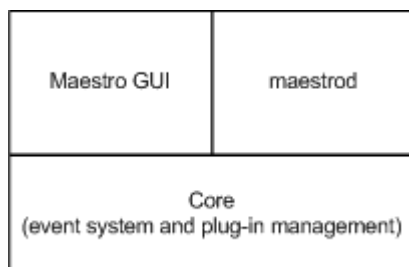 Maestro GUI
maestrod
Core
(event system and plug-in management)